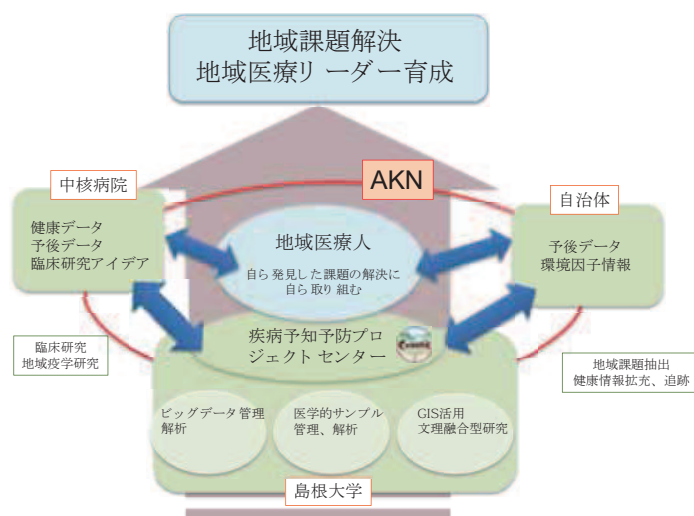 地域課題解決
地域医療リーダー育成
AKN
中核病院
健康データ
予後データ
臨床研究アイデア
自治体
予後データ
環境因子情報
地域医療人
自ら発見した課題の解決に
自ら取り組む
疾病予知予防プロ
ジェクトセンター
臨床研究
地域疫学研究
地域課題抽出
健康情報拡充、追跡
ビッグデータ管理
解析
医学的サンプル
管理、解析
GIS活用
文理融合型研究
島根大学